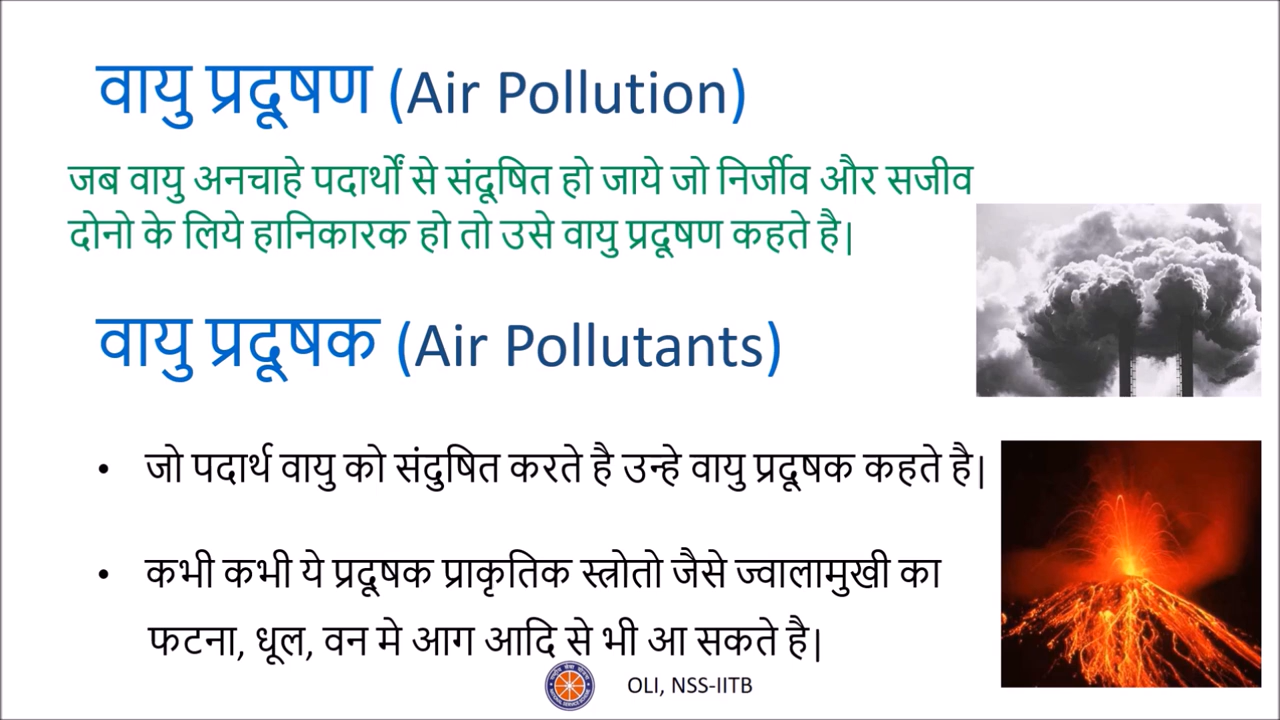 वायु प्रदूषण (Air Pollution)
जब वायु अनचाहे पदार्थों से संदूषित हो जाये जो निर्जीव और सजीव
दोनो के लिये हानिकारक हो तो उसे वायु प्रदूषण कहते है।
वायु प्रदूषक (Air Pollutants)
• जो पदार्थ वायु को संदुषित करते है उन्हे वायु प्रदूषक कहते है।
• कभी कभी ये प्रदूषक प्राकृतिक स्त्रोतो जैसे ज्वालामुखी का
फटना, धूल, वन मे आग आदि से भी आ सकते है।
OLI, NSS-IITB